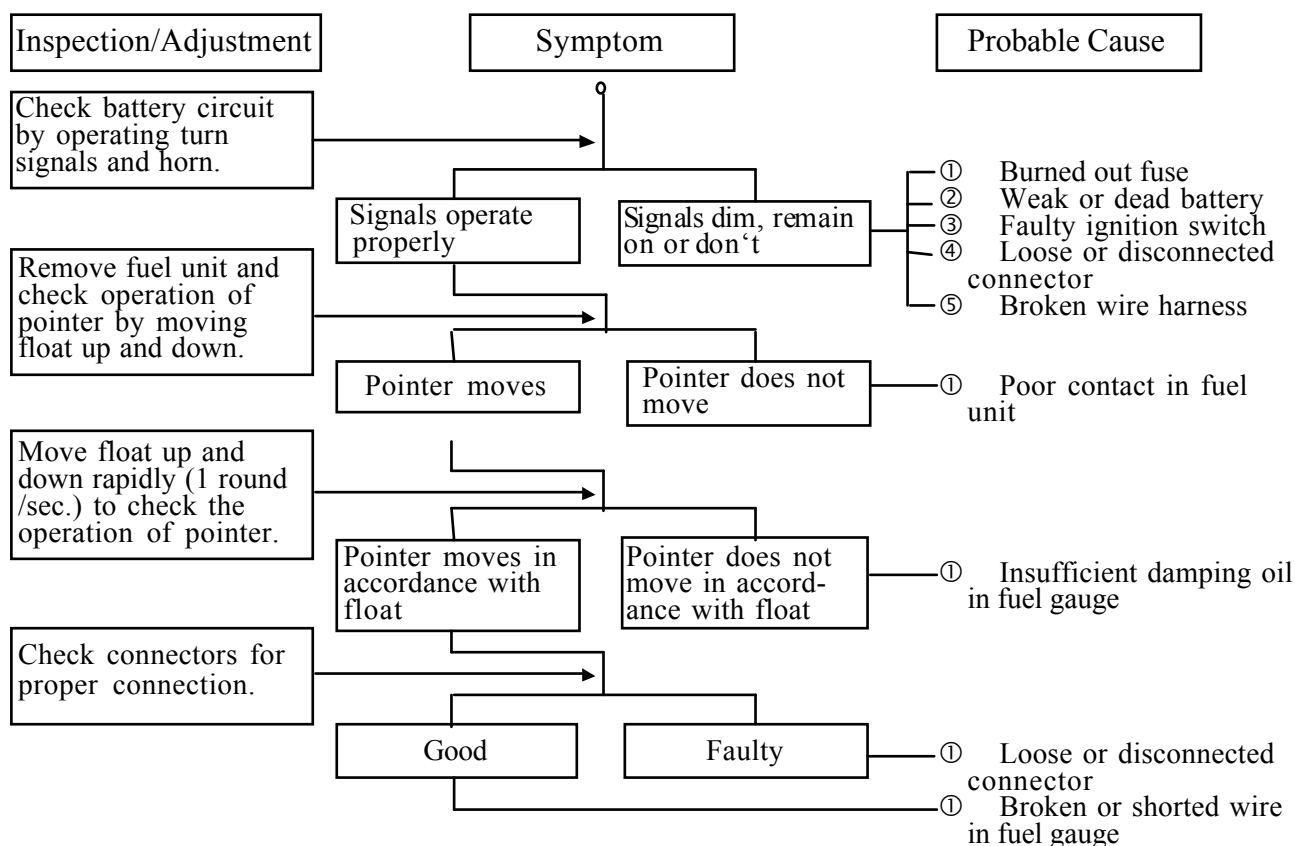 Inspection/Adjustment
Symptom
Probable Cause
Check battery circuit
by operating turn
signals and horn.
Signals operate
properly
Signals dim, remain
on or don‘t
① Burned out fuse
② Weak or dead battery
③ Faulty ignition switch
④ Loose or disconnected
connector
⑤ Broken wire harness
Remove fuel unit and
check operation of
pointer by moving
float up and down.
Pointer moves
Pointer does not
move
① Poor contact in fuel
unit
Move float up and
down rapidly (1 round
/sec.) to check the
operation of pointer.
Pointer moves in
accordance with
float
Pointer does not
move in accord-
ance with float
① Insufficient damping oil
in fuel gauge
Check connectors for
proper connection.
Good
Faulty
① Loose or disconnected
connector
① Broken or shorted wire
in fuel gauge